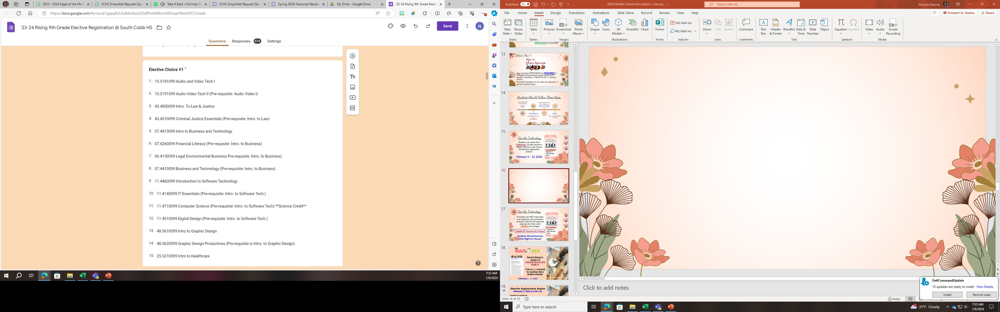 2023 - 2024 Eagle of the Mont
SCHS Drop/Add Request (Spri
Take It Back • Dorinda Cla
SCHS Drop/Add Request (Spri
Spring 2024 Transcript Review
My Drive - Google Drive
'23-24 Rising 9th Grade Electiv
https://docs.google.com/forms/d/1gqxyKULSx8dn5kzxS23x0Pm6X4hJm36OiwpFWwOOCCU/edit
'23-24 Rising 9th Grade Elective Registration @ South Cobb HS
Send
N
Questions Responses 514 Settings
Elective Choice #1 *
1. 10.5181099 Audio and Video Tech I
2. 10.5191099 Audio Video Tech II (Pre-requisite: Audio Video I)
3. 43.4500099 Intro. To Law & Justice
4. 43.4510099 Criminal Justice Essentials (Pre-requisite: Intro. to Law)
5. 07.4413099 Intro to Business and Technology
6. 07.4260099 Financial Literacy (Pre-requisite: Intro. to Business)
7. 06.4150099 Legal Environmental Business Pre-requisite: Intro. to Business)
8. 07.4410099 Business and Technology (Pre-requisite: Intro. to Business)
9. 11.4460099 Introduction to Software Technology
10. 11.4140099 IT Essentials (Pre-requisite: Intro. to Software Tech.)
11. 11.4710099 Computer Science (Pre-requisite: Intro. to Software Tech) **Science Credit**
12. 11.4510099 Digital Design (Pre-requisite: Intro. to Software Tech.)
13. 48.5610099 Intro to Graphic Design
14. 48.5620099 Graphic Design Productions (Pre-requisite is Intro. to Graphic Design)
15. 25.5210099 Intro to Healthcare
7:33 AM
1/8/2024
AutoSave On
2024 Middle School Articulation • Saving...
Search (Alt+Q)
Nichole Stennis
File Home Insert Design Transitions Animations Slide Show Record Review View Help
Present in Teams
Share
New Slide
Reuse Slides
Table
Pictures
Screenshot
Photo Album
Shapes
Icons
3D Models
SmartArt
Chart
Forms
Get Add-ins
My Add-ins
Zoom
Link
Action
Comment
Text Box
Header & Footer
WordArt
Date & Time
Slide Number
Object
Equation
Symbol
Video
Audio
Screen Recording
Slides Tables Images Illustrations Forms Add-ins Links Comments Text Symbols Media
DROP/ADD for electives!
13
What's New?
Health
&
Physical Education
ALL incoming FRESHMAN are REQUIRED to
complete this graduation requirement as 9th
graders; therefore, it MUST be the 1st elective
choice.
If rising 9th graders do not make the selection, it
will be made for them.
14
Students Should Follow These Steps
Read
Choose Wisely
Understand
15
Use the Technology
Students can select their
8 electives, via their phone or
laptop, 24 hours a day during
the elective registration
window.
February 5 – 12, 2024
16
17
Use the Technology
If students do NOT make their
own selections, the counselors
at South Cobb HS will make the
selection for them and it
CANNOT be changed.
Health/PF should be #1 Choice!
Students Should Exercise
Their Right to Choose!
18
THE
WAIT IS OVER
Remind Rising 9th
Graders to
CHOOSE ELECTIVES
WISELY!
There is NO drop/add
for electives that a
student selected.
February 5 – 12, 2024
19
Elective Registration Begins
February 5, 2024 @ 8:00 a.m.
Students will access the
Click to add notes
Slide 16 of 23
Notes
DellCommandUpdate
10 updates are ready to install View Details
Install
Remind Later
Type here to search
31°F Cloudy
7:33 AM
1/8/2024